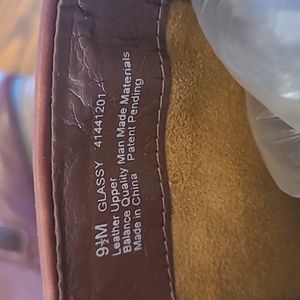 9½M GLASSY 41441201
Leather Upper
Balance Quality Man Made Materials
Made in China Patent Pending